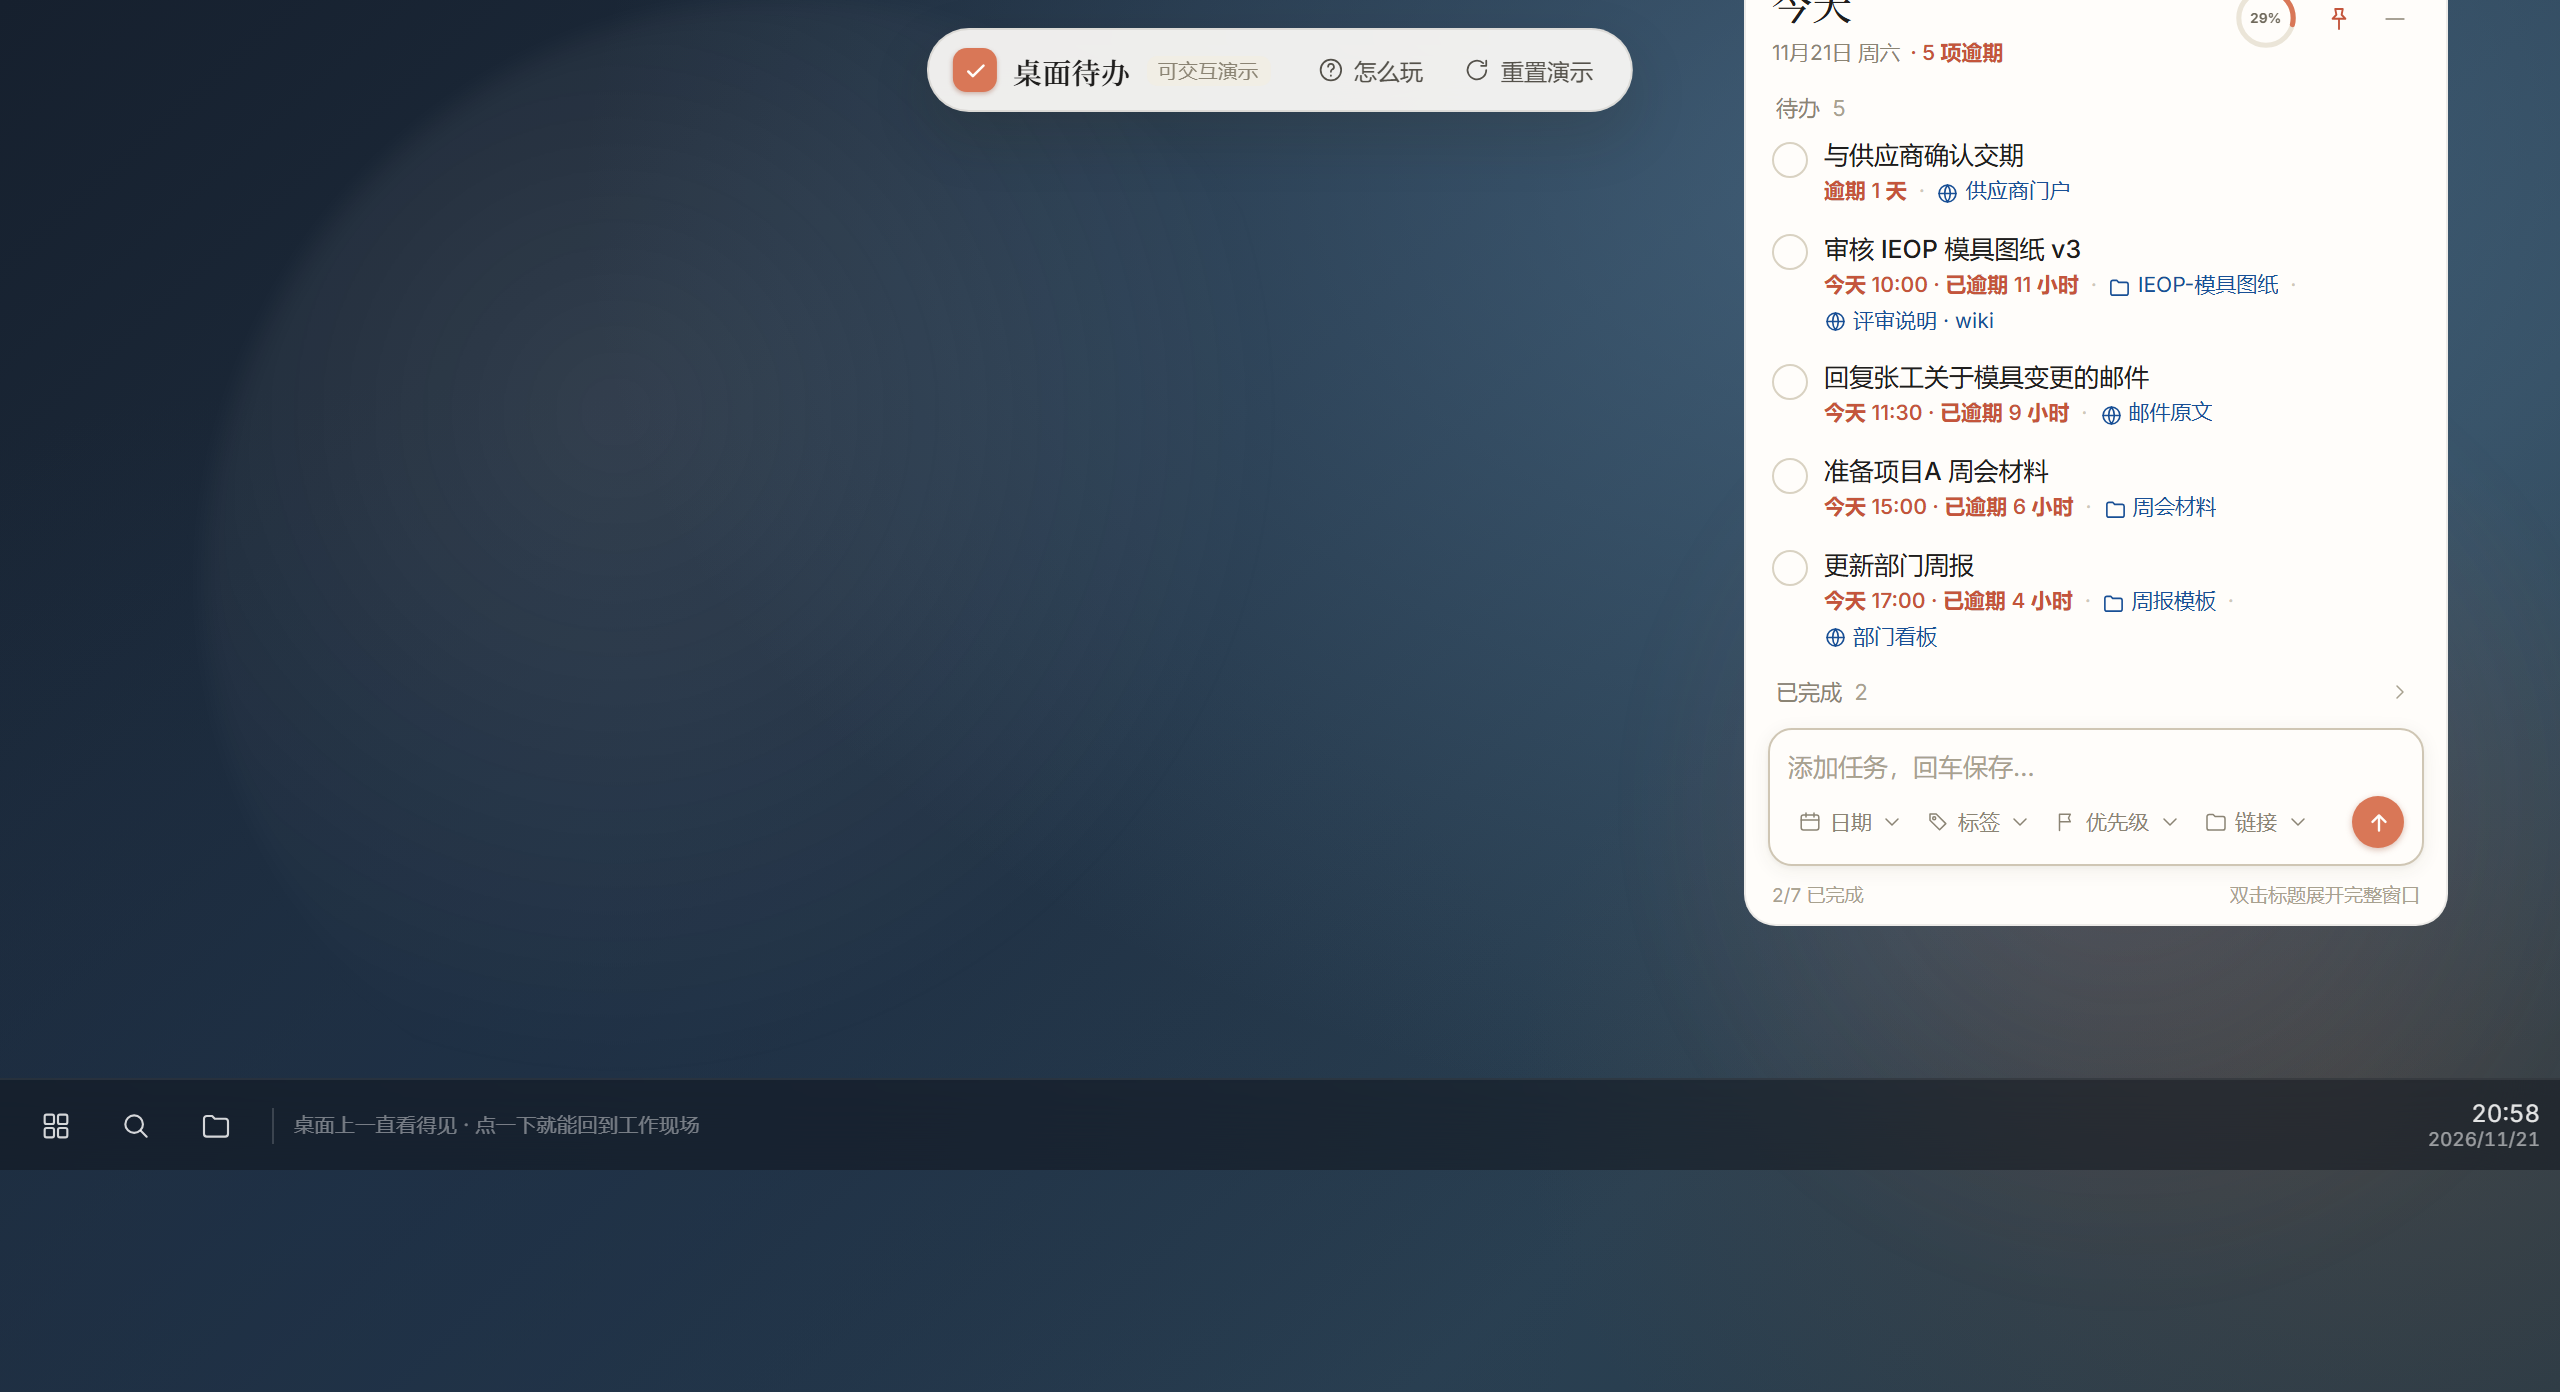 桌面待办 可交互演示 怎么玩 重置演示
今天
29%
11月21日 周六 · 5 项逾期
待办 5
与供应商确认交期
逾期 1 天 · 供应商门户
审核 IEOP 模具图纸 v3
今天 10:00 · 已逾期 11 小时 · IEOP-模具图纸 ·
评审说明 · wiki
回复张工关于模具变更的邮件
今天 11:30 · 已逾期 9 小时 · 邮件原文
准备项目A 周会材料
今天 15:00 · 已逾期 6 小时 · 周会材料
更新部门周报
今天 17:00 · 已逾期 4 小时 · 周报模板 ·
部门看板
已完成 2
添加任务，回车保存...
日期 标签 优先级 链接
2/7 已完成 双击标题展开完整窗口
桌面上一直看得见 · 点一下就能回到工作现场
20:58
2026/11/21